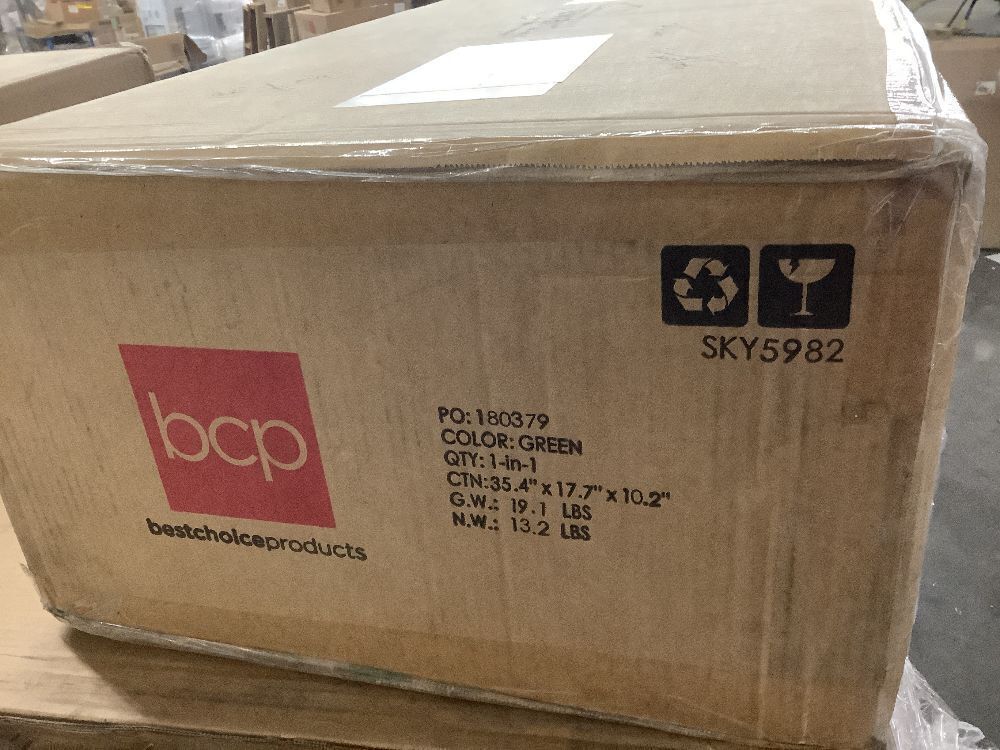 SKY5982
bcp
bestchoiceproducts
PO: 180379
COLOR: GREEN
QTY: 1-in-1
CTN:35.4" x 17.7" x 10.2"
G.W.: 19.1 LBS
N.W.: 13.2 LBS